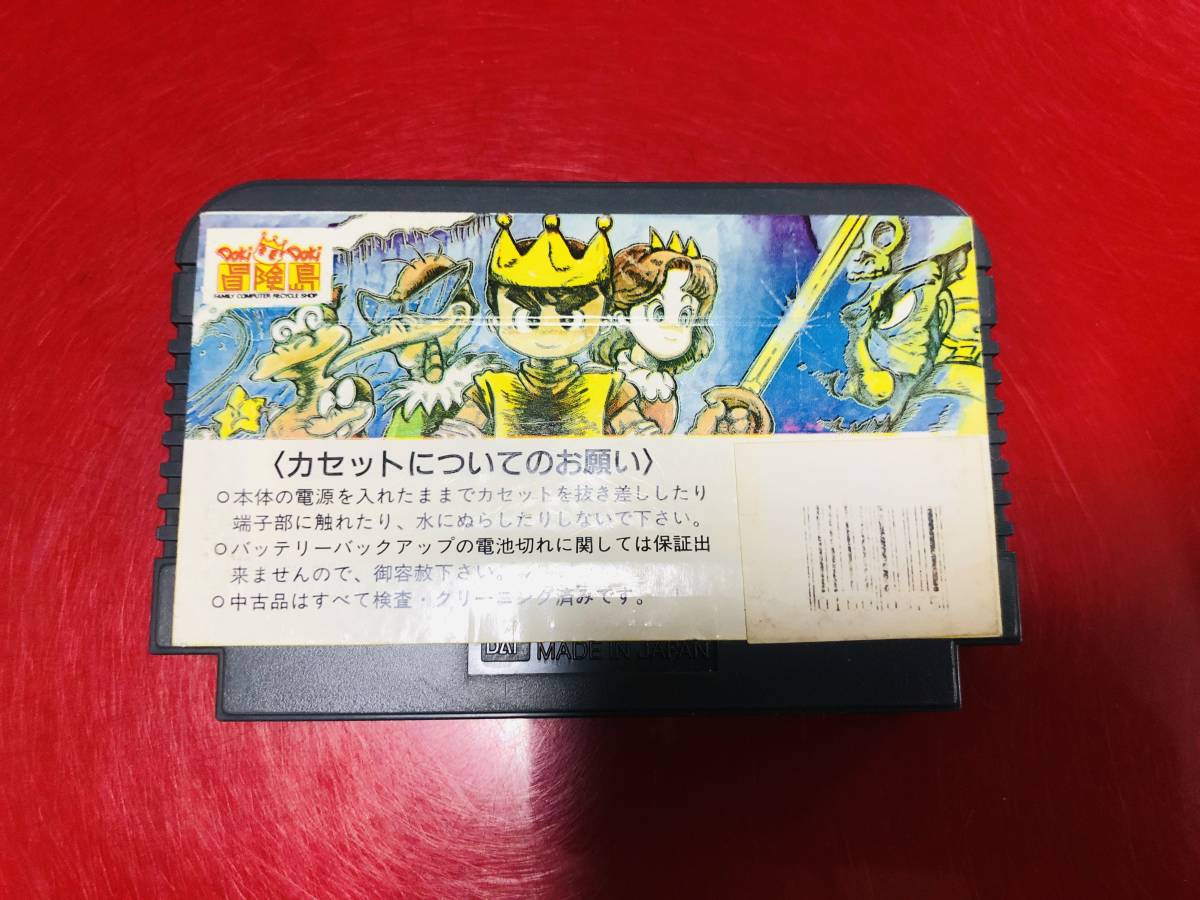 Doki Doki
冒険島
FAMILY COMPUTER RECYCLE SHOP
〈カセットについてのお願い〉
○本体の電源を入れたままでカセットを抜き差ししたり
端子部に触れたり、水にぬらしたりしないで下さい。
○バッテリーバックアップの電池切れに関しては保証出
来ませんので、御容赦下さい。
○中古品はすべて検査・クリーニング済みです。
MADE IN JAPAN